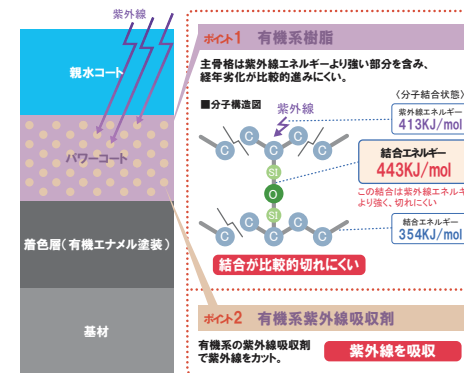 紫外線
親水コート
パワーコート
着色層(有機エナメル塗装)
基材
ポイント1 有機系樹脂
主骨格は紫外線エネルギーより強い部分を含み、
経年劣化が比較的進みにくい。
■分子構造図
紫外線
〈分子結合状態〉
紫外線エネルギー
413KJ/mol
C C C C C
Si
O
Si
C C C C C
結合エネルギー
443KJ/mol
この結合は紫外線エネルギ
より強く、切れにくい
結合エネルギー
354KJ/mol
結合が比較的切れにくい
ポイント2 有機系紫外線吸収剤
有機系の紫外線吸収剤
で紫外線をカット。
紫外線を吸収